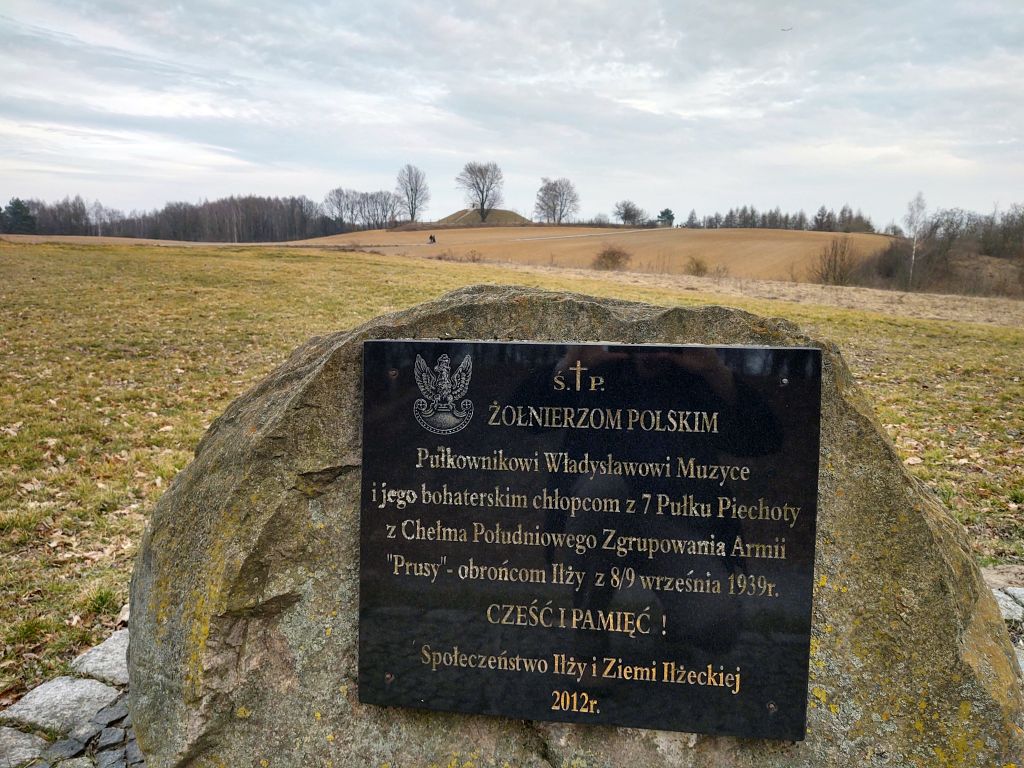 Ś.†P.
ŻOŁNIERZOM POLSKIM
Pułkownikowi Władysławowi Muzyce
i jego bohaterskim chłopcom z 7 Pułku Piechoty
z Chełma Południowego Zgrupowania Armii
"Prusy"- obrońcom Iłży z 8/9 września 1939r.
CZEŚĆ I PAMIĘĆ !
Społeczeństwo Iłży i Ziemi Iłżeckiej
2012r.